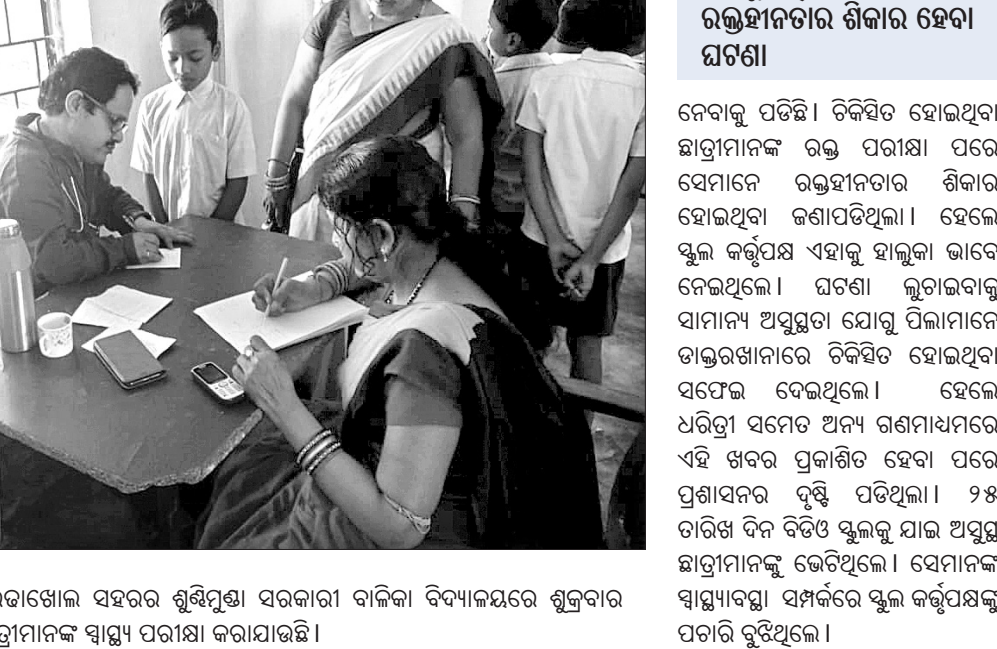 ରକ୍ତହୀନତାର ଶିକାର ହେବା
ଘଟଣା
ନେବାକୁ ପଡିଛି। ଚିକିତ୍ସିତ ହୋଇଥିବା
ଛାତ୍ରୀମାନଙ୍କ ରକ୍ତ ପରୀକ୍ଷା ପରେ
ସେମାନେ ରକ୍ତହୀନତାର ଶିକାର
ହୋଇଥିବା ଜଣାପଡିଥିଲା। ହେଲେ
ସ୍କୁଲ କର୍ତ୍ତୃପକ୍ଷ ଏହାକୁ ହାଲୁକା ଭାବେ
ନେଇଥିଲେ। ଘଟଣା ଲୁଚାଇବାକୁ
ସାମାନ୍ୟ ଅସୁସ୍ଥତା ଯୋଗୁ ପିଲାମାନେ
ଡାକ୍ତରଖାନାରେ ଚିକିତ୍ସିତ ହୋଇଥିବା
ସଫେଇ ଦେଇଥିଲେ। ହେଲେ
ଧରିତ୍ରୀ ସମେତ ଅନ୍ୟ ଗଣମାଧ୍ୟମରେ
ଏହି ଖବର ପ୍ରକାଶିତ ହେବା ପରେ
ପ୍ରଶାସନର ଦୃଷ୍ଟି ପଡିଥିଲା। ୨୫
ତାରିଖ ଦିନ ବିଡିଓ ସ୍କୁଲକୁ ଯାଇ ଅସୁସ୍ଥ
ଛାତ୍ରୀମାନଙ୍କୁ ଭେଟିଥିଲେ। ସେମାନଙ୍କ
ସ୍ୱାସ୍ଥ୍ୟାବସ୍ଥା ସମ୍ପର୍କରେ ସ୍କୁଲ କର୍ତ୍ତୃପକ୍ଷଙ୍କୁ
ପଚାରି ବୁଝିଥିଲେ।
ସହରର ଶୁଣ୍ଢିମୁଣ୍ଡା ସରକାରୀ ବାଳିକା ବିଦ୍ୟାଳୟରେ ଶୁକ୍ରବାର
ସ୍ୱାସ୍ଥ୍ୟ ପରୀକ୍ଷା କରାଯାଉଛି।